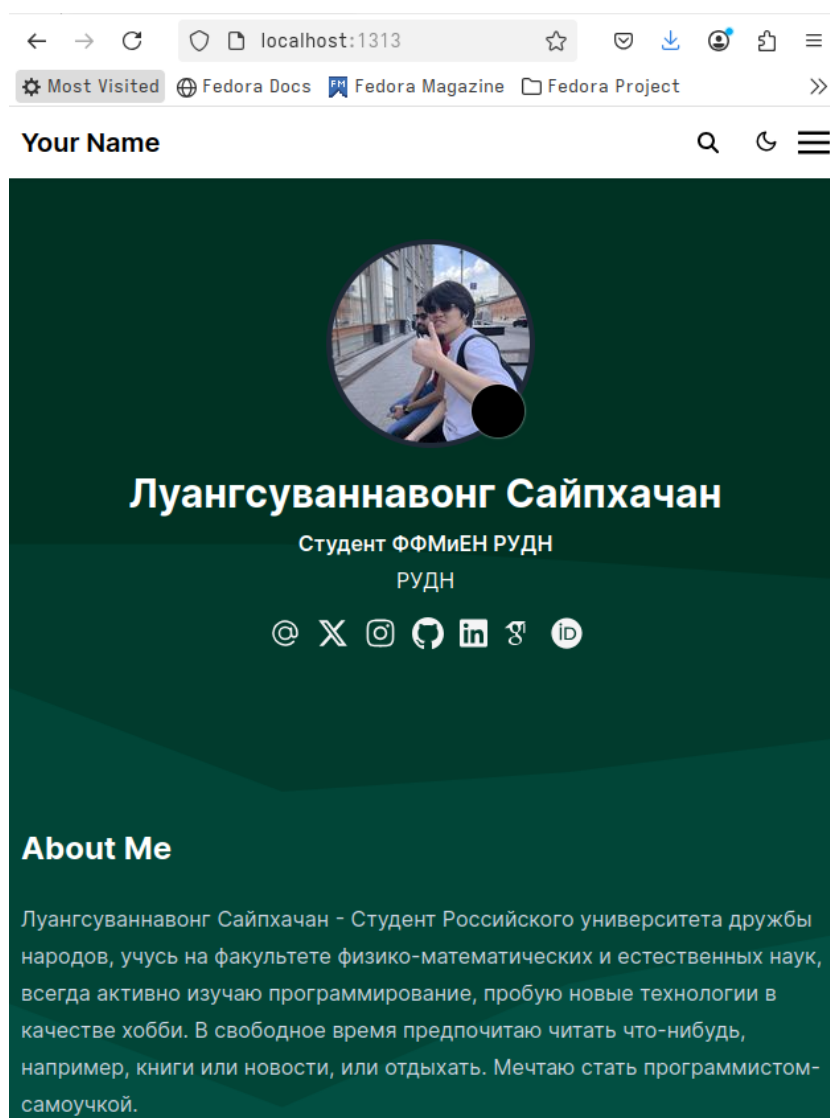 localhost:1313
Most Visited Fedora Docs FM Fedora Magazine Fedora Project
Your Name
Луангсуваннавонг Сайпхачан
Студент ФФМиЕН РУДН
РУДН
in iD
About Me
Луангсуваннавонг Сайпхачан - Студент Российского университета дружбы
народов, учусь на факультете физико-математических и естественных наук,
всегда активно изучаю программирование, пробую новые технологии в
качестве хобби. В свободное время предпочитаю читать что-нибудь,
например, книги или новости, или отдыхать. Мечтаю стать программистом-
самоучкой.